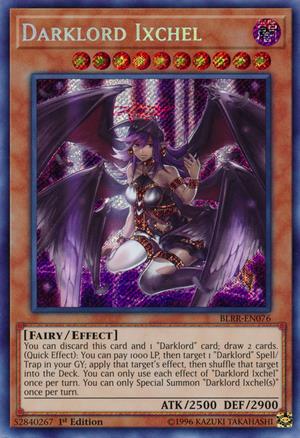 Darklord Ixchel
BLRR-EN076
[Fairy/Effect]
You can discard this card and 1 "Darklord" card; draw 2 cards.
(Quick Effect): You can pay 1000 LP, then target 1 "Darklord" Spell/
Trap in your GY; apply that target's effect, then shuffle that target
into the Deck. You can only use each effect of "Darklord Ixchel"
once per turn. You can only Special Summon "Darklord Ixchel(s)"
once per turn.
ATK/2500 DEF/2900
52840267 1st Edition ©1996 KAZUKI TAKAHASHI